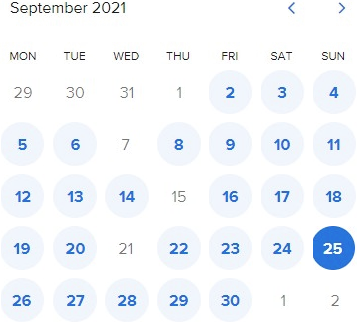 September 2021
MON TUE WED THU FRI SAT SUN
29 30 31 1 2 3 4
5 6 7 8 9 10 11
12 13 14 15 16 17 18
19 20 21 22 23 24 25
26 27 28 29 30 1 2